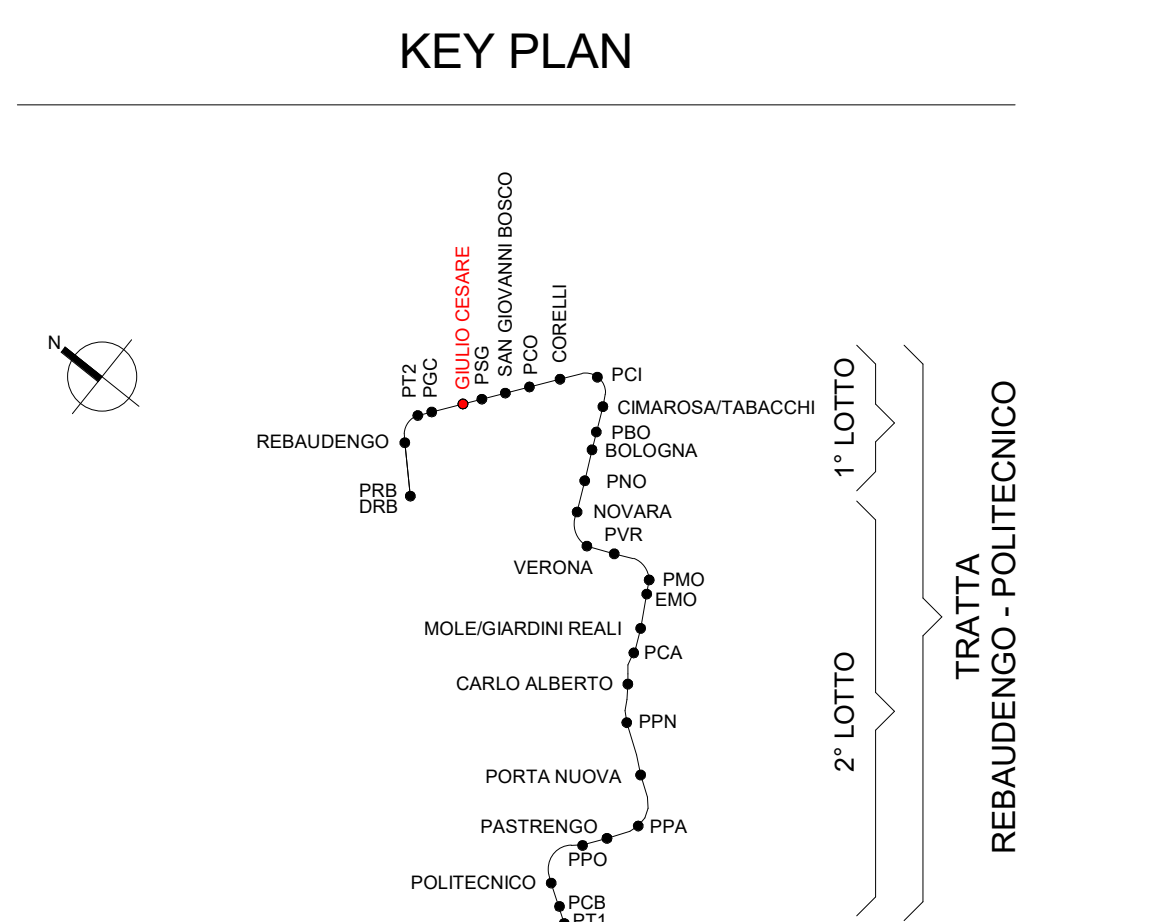 KEY PLAN
N
PT2
PGC
GIULIO CESARE
PSG
SAN GIOVANNI BOSCO
PCO
CORELLI
PCI
CIMAROSA/TABACCHI
PBO
BOLOGNA
REBAUDENGO
PRB
DRB
PNO
NOVARA
PVR
VERONA
PMO
EMO
MOLE/GIARDINI REALI
PCA
CARLO ALBERTO
PPN
PORTA NUOVA
PASTRENGO
PPA
PPO
POLITECNICO
PCB
PT1
1° LOTTO
2° LOTTO
TRATTA
REBAUDENGO - POLITECNICO